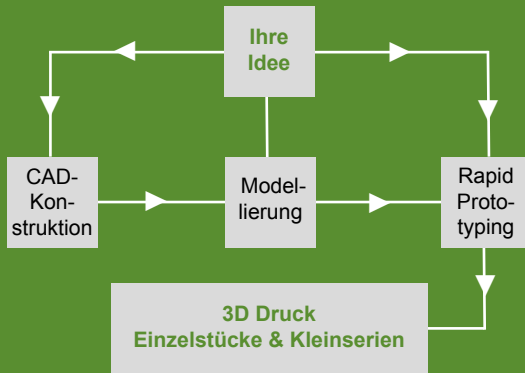 Ihre
Idee
CAD-
Kon-
struktion
Model-
lierung
Rapid
Proto-
typing
3D Druck
Einzelstücke & Kleinserien